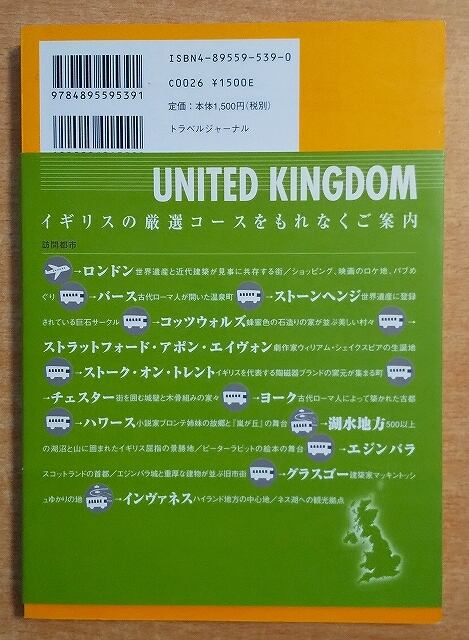 ISBN4-89559-539-0
C0026 ¥1500E
9784895595391
定価：本体1,500円（税別）
トラベルジャーナル
UNITED KINGDOM
イギリスの厳選コースをもれなくご案内
訪問都市
→ロンドン世界遺産と近代建築が見事に共存する街／ショッピング、映画のロケ地、パブめ
ぐり→バース古代ローマ人が開いた温泉町→ストーンヘンジ世界遺産に登録
されている巨石サークル→コッツウォルズ蜂蜜色の石造りの家が並ぶ美しい村々→
ストラットフォード・アポン・エイヴォン劇作家ウィリアム・シェイクスピアの生誕地
→ストーク・オン・トレントイギリスを代表する陶磁器ブランドの窯元が集まる町
→チェスター街を囲む城壁と木骨組みの家々→ヨーク古代ローマ人によって築かれた古都
→ハワース小説家ブロンテ姉妹の故郷と『嵐が丘』の舞台→湖水地方500以上
の湖沼と山に囲まれたイギリス屈指の景勝地／ピーターラビットの絵本の舞台→エジンバラ
スコットランドの首都／エジンバラ城と重厚な建物が並ぶ旧市街→グラスゴー建築家マッキントッシ
ュゆかりの地→インヴァネスハイランド地方の中心地／ネス湖への観光拠点